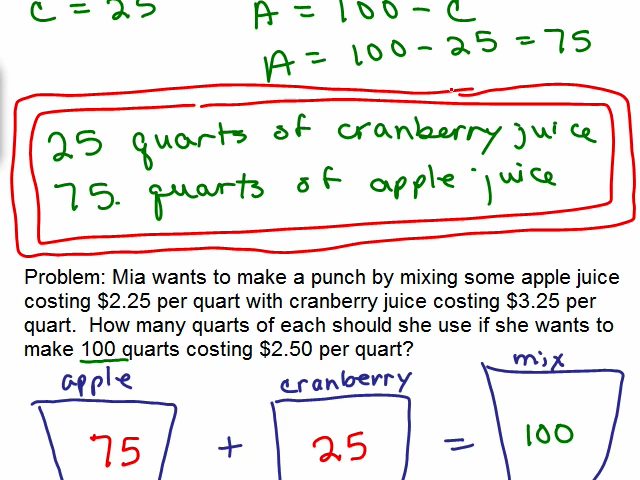 C = 25 A = 100 - C
A = 100 - 25 = 75
25 quarts of cranberry juice
75. quarts of apple juice
Problem: Mia wants to make a punch by mixing some apple juice
costing $2.25 per quart with cranberry juice costing $3.25 per
quart. How many quarts of each should she use if she wants to
make 100 quarts costing $2.50 per quart?
apple cranberry mix
75 + 25 = 100